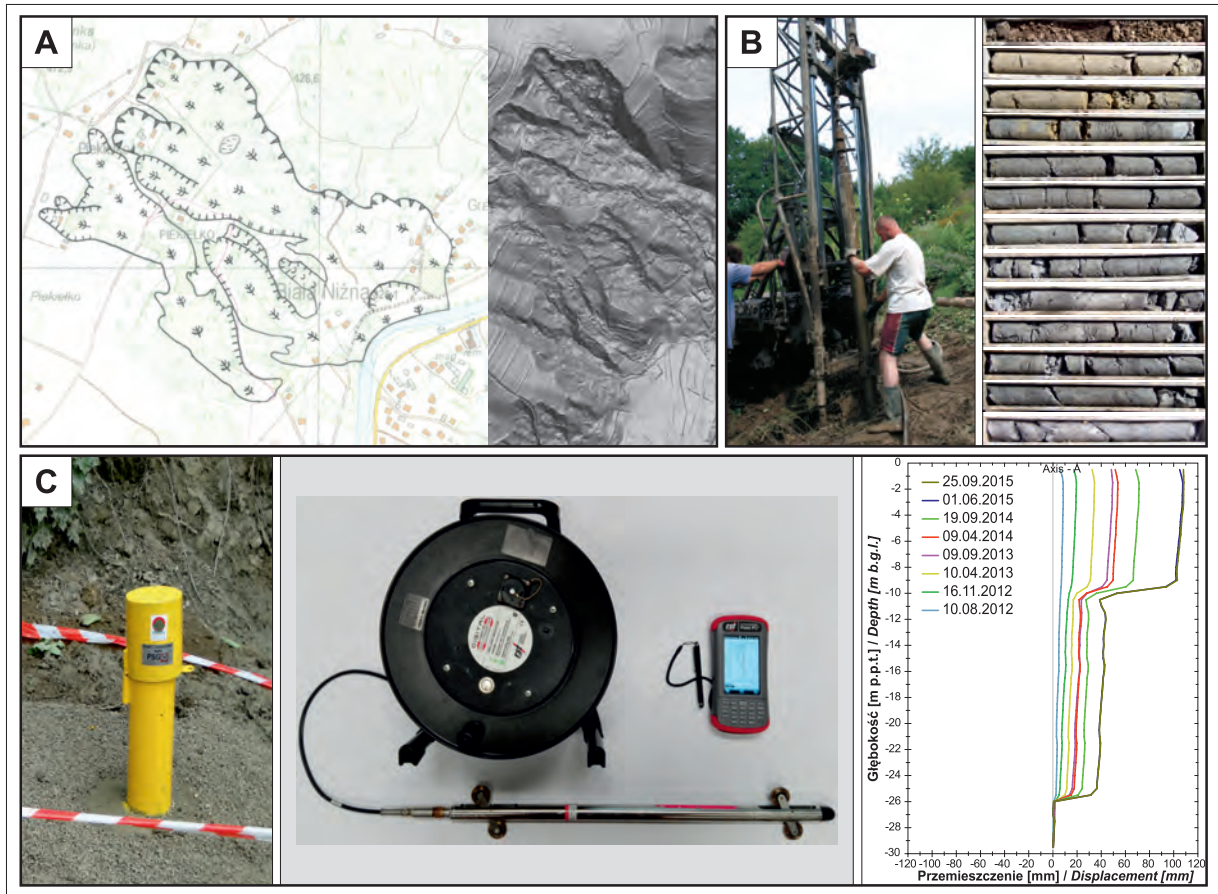 A
426,6
PIEKIEŁKO
Biała Niżna
Piekiełko
B
C
PSG
Axis - A
25.09.2015
01.06.2015
19.09.2014
09.04.2014
09.09.2013
10.04.2013
16.11.2012
10.08.2012
0
-2
-4
-6
-8
-10
-12
-14
-16
-18
-20
-22
-24
-26
-28
-30
Głębokość [m p.p.t.] / Depth [m b.g.l.]
-120 -100 -80 -60 -40 -20 0 20 40 60 80 100 120
Przemieszczenie [mm] / Displacement [mm]